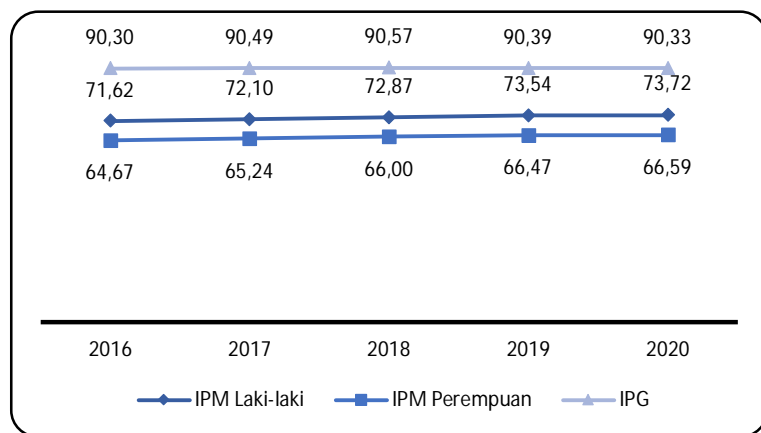 90,30 90,49 90,57 90,39 90,33
71,62 72,10 72,87 73,54 73,72
64,67 65,24 66,00 66,47 66,59
2016 2017 2018 2019 2020
IPM Laki-laki IPM Perempuan IPG